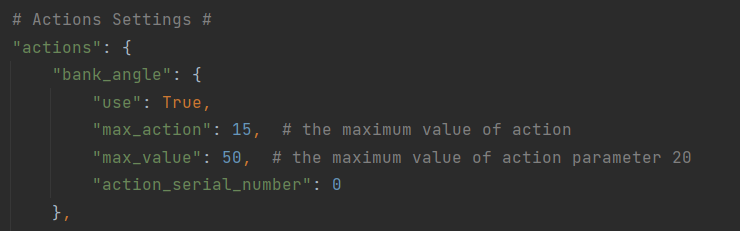 # Actions Settings #
"actions": {
    "bank_angle": {
        "use": True,
        "max_action": 15,  # the maximum value of action
        "max_value": 50,  # the maximum value of action parameter 20
        "action_serial_number": 0
    },